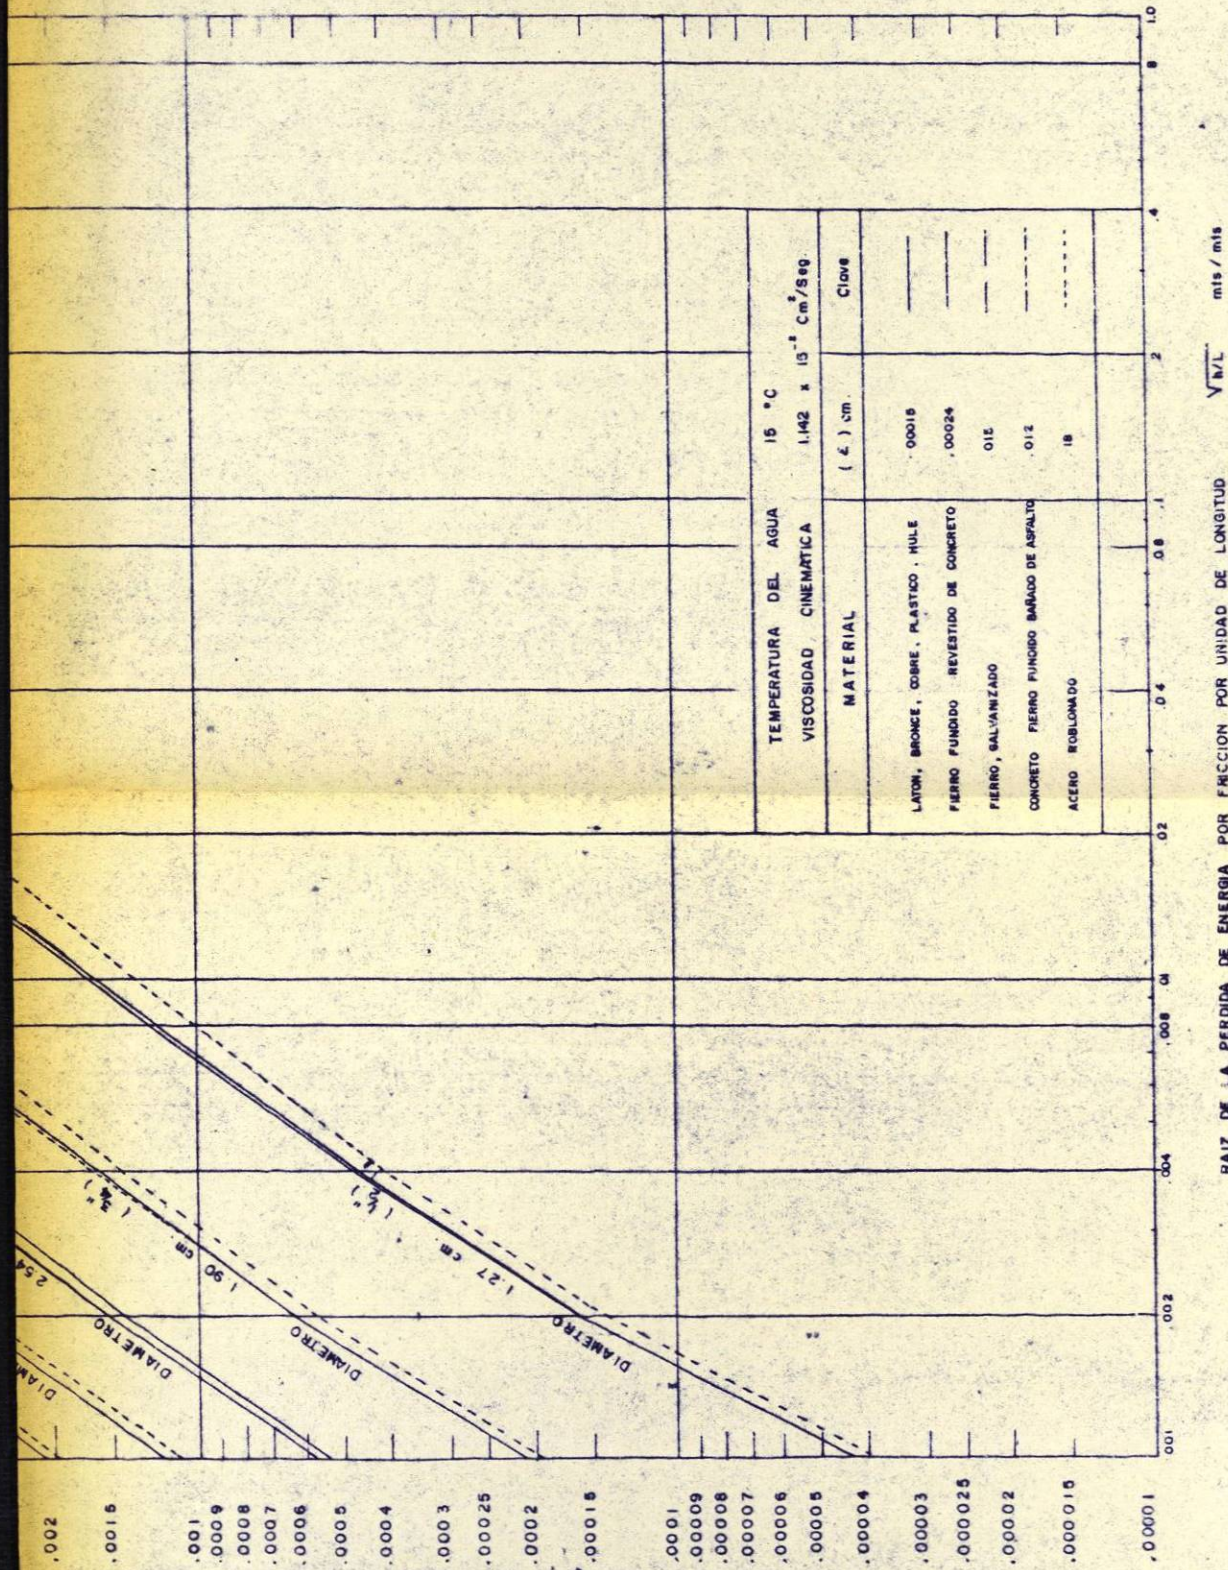 .002
.0015
.001
.0009
.0008
.0007
.0006
.0005
.0004
.0003
.00025
.0002
.00015
.0001
.00009
.00008
.00007
.00006
.00005
.00004
.00003
.000025
.00002
.000015
.00001
DIAM
DIAMETRO 2.54
DIAMETRO 1.90 cm. ( 3/4" )
DIAMETRO 1.27 cm. ( 1/2" )
TEMPERATURA DEL AGUA 15 °C
VISCOSIDAD CINEMATICA 1.142 x 15⁻² Cm²/Seg.
MATERIAL ( Ɛ ) cm. Clave
LATON, BRONCE, COBRE, PLASTICO, HULE .00015
FIERRO FUNDIDO REVESTIDO DE CONCRETO .00024
FIERRO, GALVANIZADO 015
CONCRETO FIERRO FUNDIDO BAÑADO DE ASFALTO .012
ACERO ROBLONADO 18
.001 .002 .004 .008 .01 .02 .04 .08 .1 .2 .4 .8 1.0
RAIZ DE LA PERDIDA DE ENERGIA POR FRICCION POR UNIDAD DE LONGITUD √h/L mts / mts